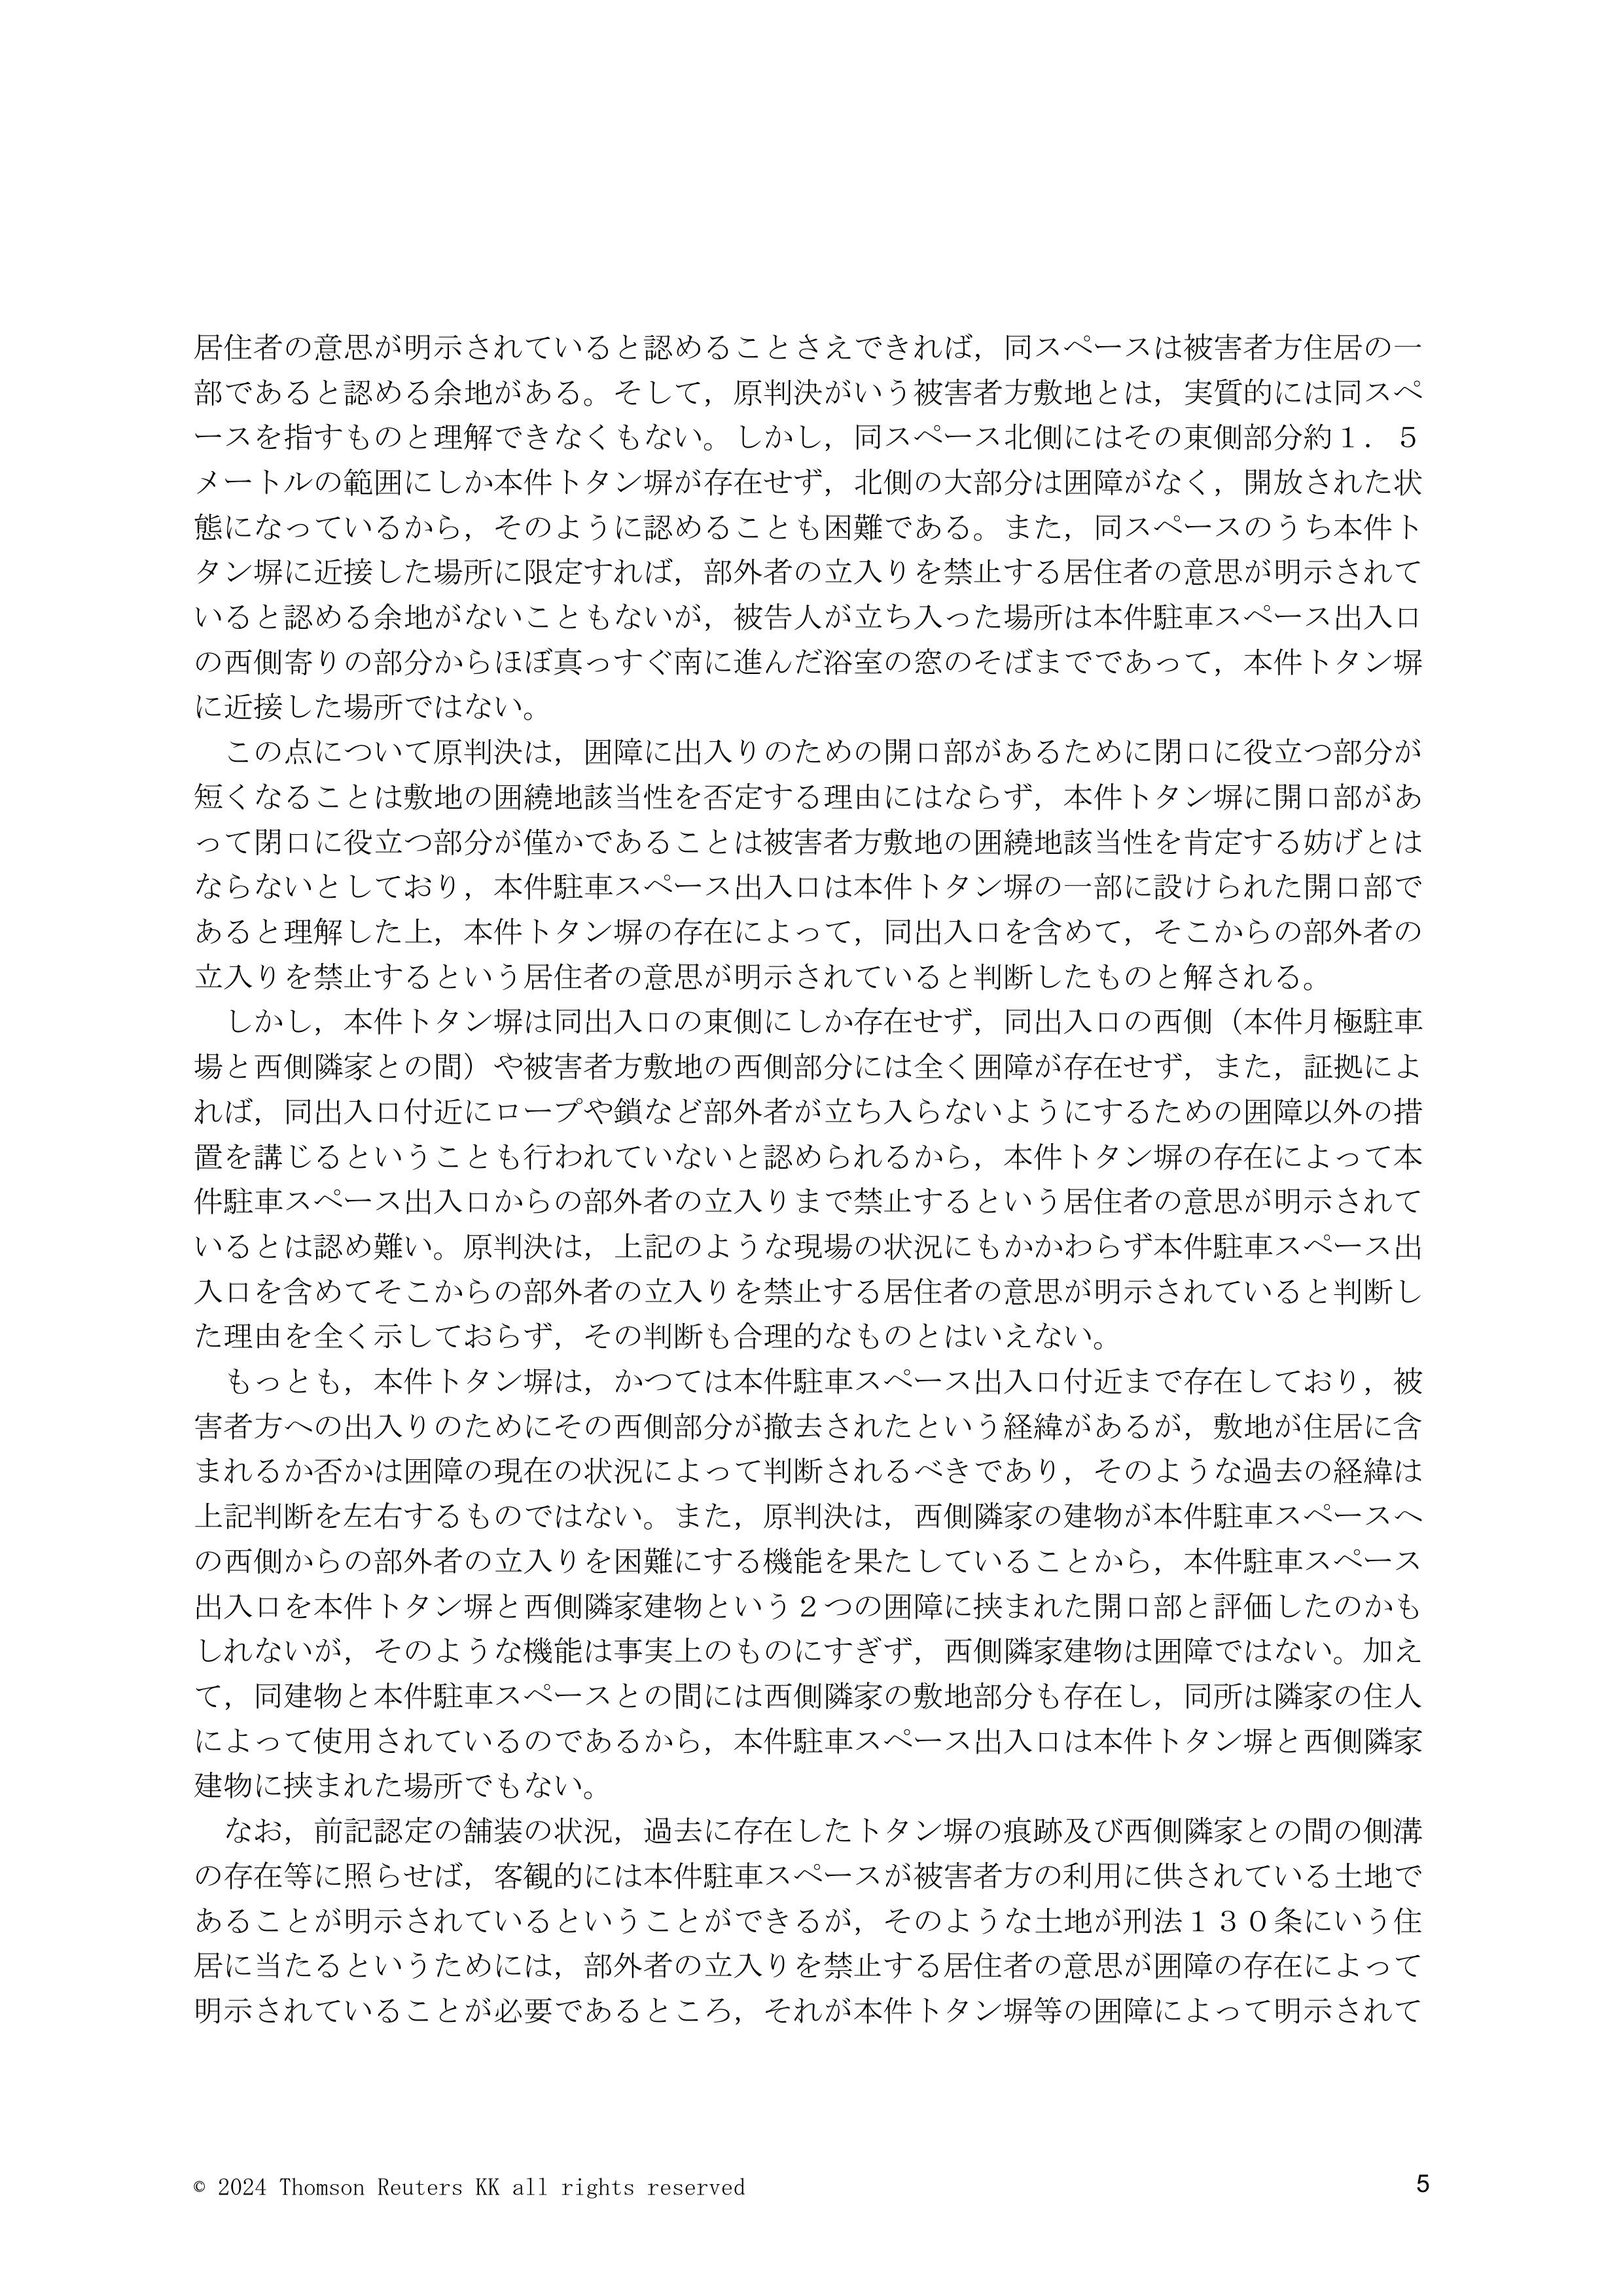 居住者の意思が明示されていると認めることさえできれば，同スペースは被害者方住居の一
部であると認める余地がある。そして，原判決がいう被害者方敷地とは，実質的には同スペ
ースを指すものと理解できなくもない。しかし，同スペース北側にはその東側部分約１．５
メートルの範囲にしか本件トタン塀が存在せず，北側の大部分は囲障がなく，開放された状
態になっているから，そのように認めることも困難である。また，同スペースのうち本件ト
タン塀に近接した場所に限定すれば，部外者の立入りを禁止する居住者の意思が明示されて
いると認める余地がないこともないが，被告人が立ち入った場所は本件駐車スペース出入口
の西側寄りの部分からほぼ真っすぐ南に進んだ浴室の窓のそばまでであって，本件トタン塀
に近接した場所ではない。
　この点について原判決は，囲障に出入りのための開口部があるために閉口に役立つ部分が
短くなることは敷地の囲繞地該当性を否定する理由にはならず，本件トタン塀に開口部があ
って閉口に役立つ部分が僅かであることは被害者方敷地の囲繞地該当性を肯定する妨げとは
ならないとしており，本件駐車スペース出入口は本件トタン塀の一部に設けられた開口部で
あると理解した上，本件トタン塀の存在によって，同出入口を含めて，そこからの部外者の
立入りを禁止するという居住者の意思が明示されていると判断したものと解される。
　しかし，本件トタン塀は同出入口の東側にしか存在せず，同出入口の西側（本件月極駐車
場と西側隣家との間）や被害者方敷地の西側部分には全く囲障が存在せず，また，証拠によ
れば，同出入口付近にロープや鎖など部外者が立ち入らないようにするための囲障以外の措
置を講じるということも行われていないと認められるから，本件トタン塀の存在によって本
件駐車スペース出入口からの部外者の立入りまで禁止するという居住者の意思が明示されて
いるとは認め難い。原判決は，上記のような現場の状況にもかかわらず本件駐車スペース出
入口を含めてそこからの部外者の立入りを禁止する居住者の意思が明示されていると判断し
た理由を全く示しておらず，その判断も合理的なものとはいえない。
　もっとも，本件トタン塀は，かつては本件駐車スペース出入口付近まで存在しており，被
害者方への出入りのためにその西側部分が撤去されたという経緯があるが，敷地が住居に含
まれるか否かは囲障の現在の状況によって判断されるべきであり，そのような過去の経緯は
上記判断を左右するものではない。また，原判決は，西側隣家の建物が本件駐車スペースへ
の西側からの部外者の立入りを困難にする機能を果たしていることから，本件駐車スペース
出入口を本件トタン塀と西側隣家建物という２つの囲障に挟まれた開口部と評価したのかも
しれないが，そのような機能は事実上のものにすぎず，西側隣家建物は囲障ではない。加え
て，同建物と本件駐車スペースとの間には西側隣家の敷地部分も存在し，同所は隣家の住人
によって使用されているのであるから，本件駐車スペース出入口は本件トタン塀と西側隣家
建物に挟まれた場所でもない。
　なお，前記認定の舗装の状況，過去に存在したトタン塀の痕跡及び西側隣家との間の側溝
の存在等に照らせば，客観的には本件駐車スペースが被害者方の利用に供されている土地で
あることが明示されているということができるが，そのような土地が刑法１３０条にいう住
居に当たるというためには，部外者の立入りを禁止する居住者の意思が囲障の存在によって
明示されていることが必要であるところ，それが本件トタン塀等の囲障によって明示されて
© 2024 Thomson Reuters KK all rights reserved
5